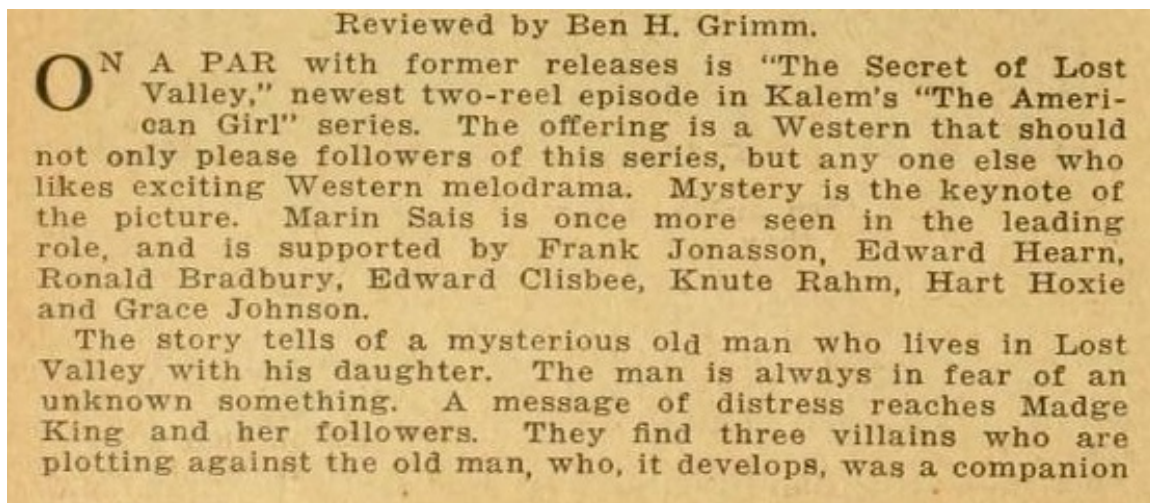 Reviewed by Ben H. Grimm.
ON A PAR with former releases is "The Secret of Lost
Valley," newest two-reel episode in Kalem's "The Ameri-
can Girl" series. The offering is a Western that should
not only please followers of this series, but any one else who
likes exciting Western melodrama. Mystery is the keynote of
the picture. Marin Sais is once more seen in the leading
role, and is supported by Frank Jonasson, Edward Hearn,
Ronald Bradbury, Edward Clisbee, Knute Rahm, Hart Hoxie
and Grace Johnson.
The story tells of a mysterious old man who lives in Lost
Valley with his daughter. The man is always in fear of an
unknown something. A message of distress reaches Madge
King and her followers. They find three villains who are
plotting against the old man, who, it develops, was a companion